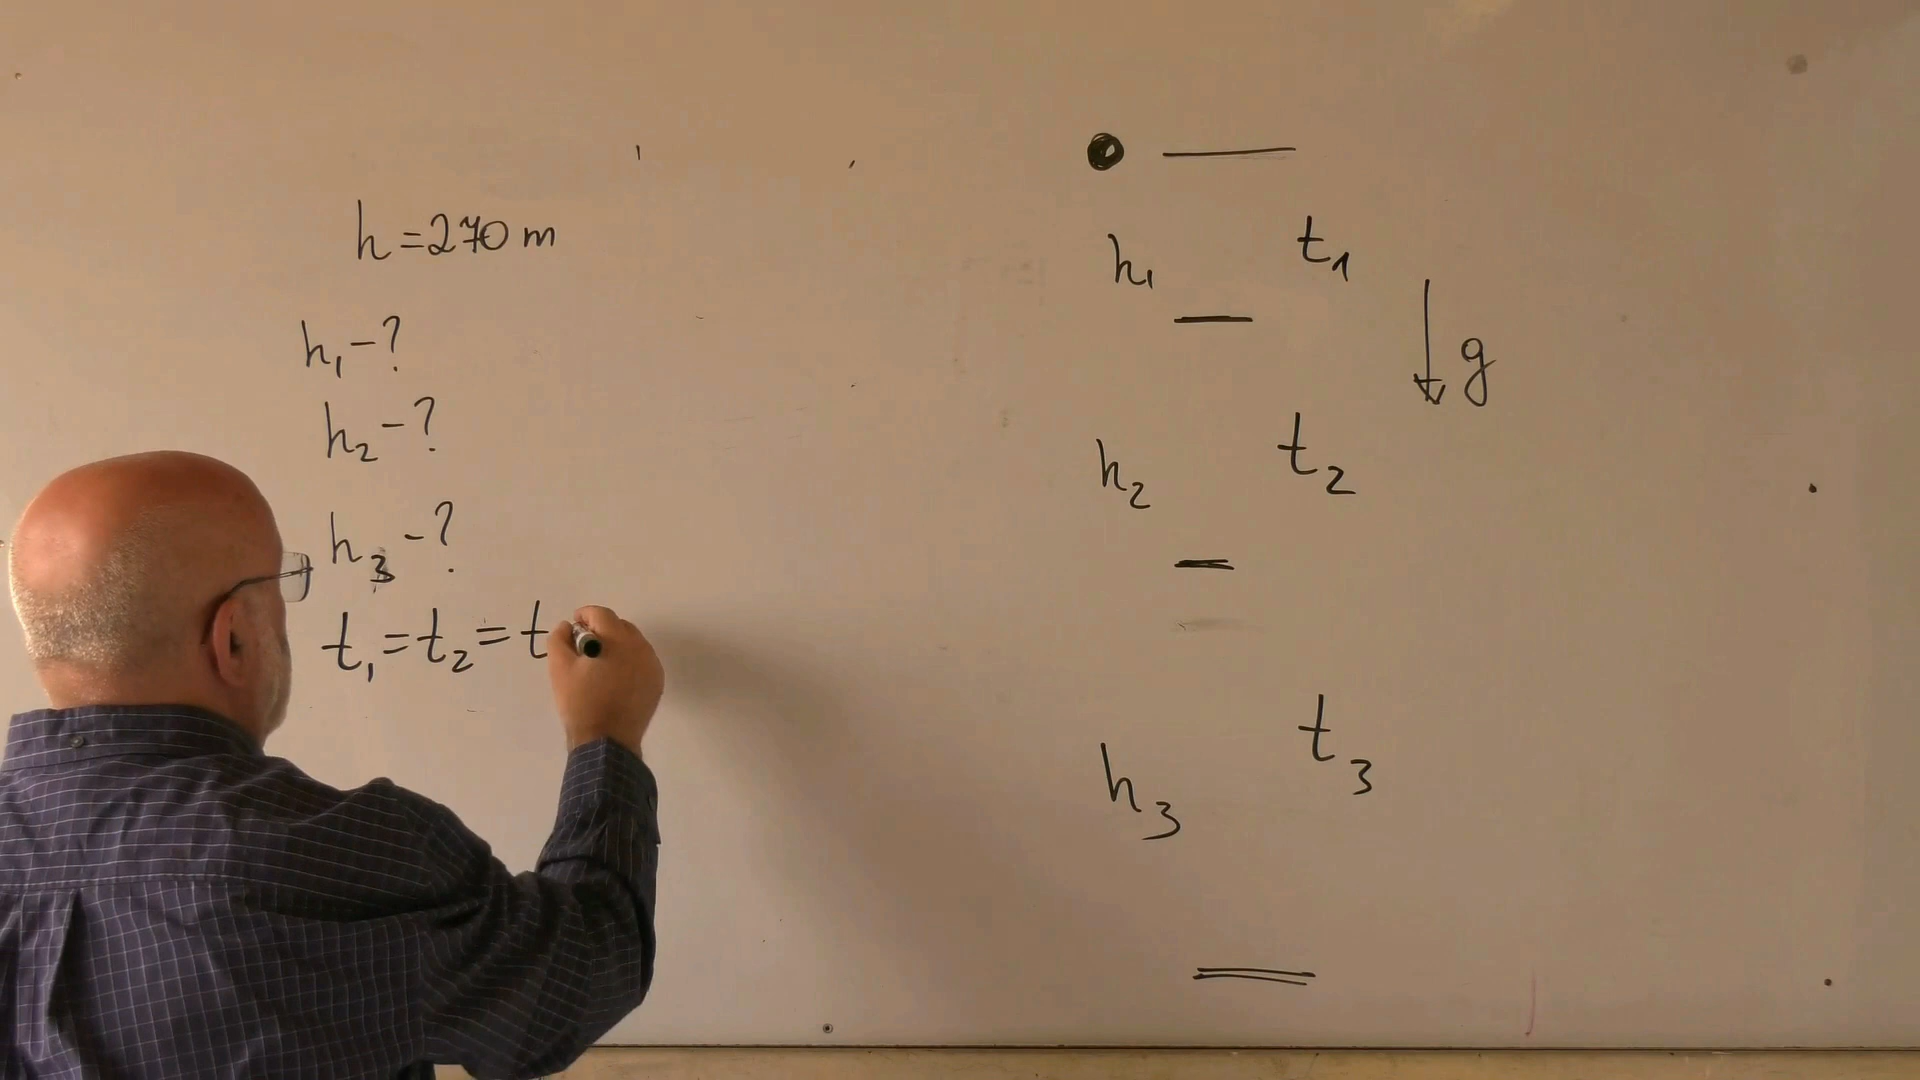 h = 270 m
h₁ - ?
h₂ - ?
h₃ - ?
t₁ = t₂ = t
h₁
t₁
g
h₂
t₂
h₃
t₃